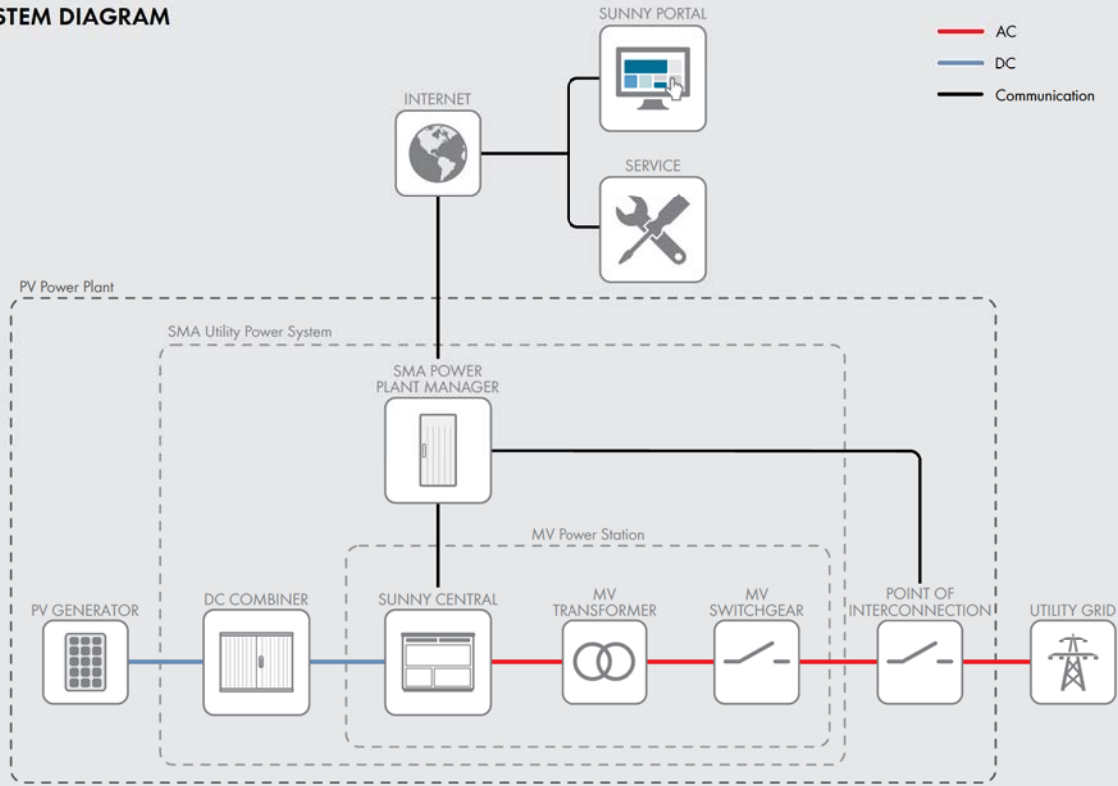 STEM DIAGRAM
SUNNY PORTAL
AC
DC
Communication
INTERNET
SERVICE
PV Power Plant
SMA Utility Power System
SMA POWER
PLANT MANAGER
MV Power Station
PV GENERATOR
DC COMBINER
SUNNY CENTRAL
MV
TRANSFORMER
MV
SWITCHGEAR
POINT OF
INTERCONNECTION
UTILITY GRID